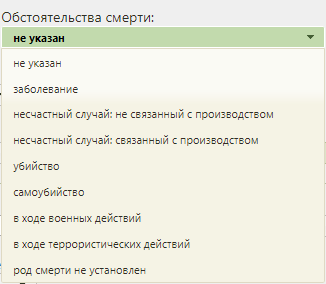 Обстоятельства смерти:
не указан
не указан
заболевание
несчастный случай: не связанный с производством
несчастный случай: связанный с производством
убийство
самоубийство
в ходе военных действий
в ходе террористических действий
род смерти не установлен